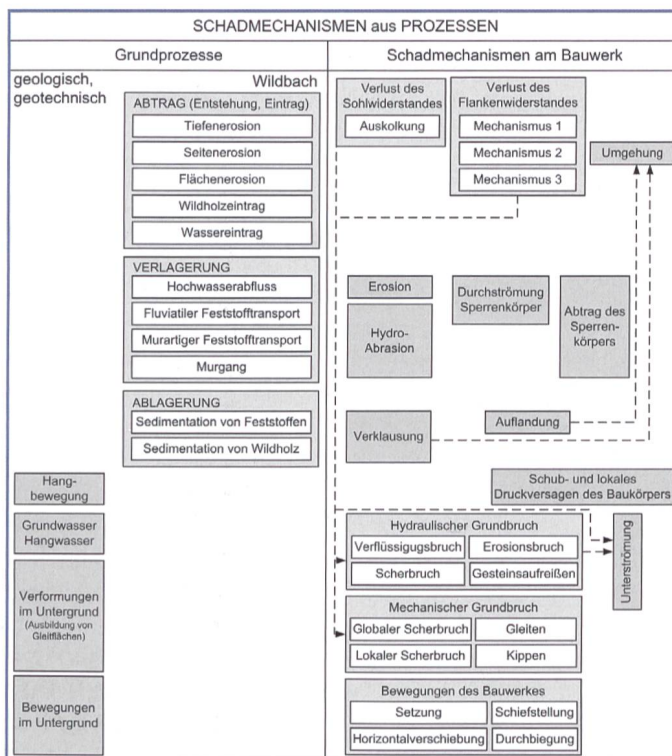 SCHADMECHANISMEN aus PROZESSEN
Grundprozesse
Schadmechanismen am Bauwerk
geologisch,
geotechnisch
Wildbach
ABTRAG (Entstehung, Eintrag)
Tiefenerosion
Seitenerosion
Flächenerosion
Wildholzeintrag
Wassereintrag
VERLAGERUNG
Hochwasserabfluss
Fluviatiler Feststofftransport
Murartiger Feststofftransport
Murgang
ABLAGERUNG
Sedimentation von Feststoffen
Sedimentation von Wildholz
Hang-
bewegung
Grundwasser
Hangwasser
Verformungen
im Untergrund
(Ausbildung von
Gleitflächen)
Bewegungen
im Untergrund
Verlust des
Sohlwiderstandes
Auskolkung
Verlust des
Flankenwiderstandes
Mechanismus 1
Mechanismus 2
Mechanismus 3
Umgehung
Erosion
Hydro-
Abrasion
Durchströmung
Sperrenkörper
Abtrag des
Sperren-
körpers
Verklausung
Auflandung
Schub- und lokales
Druckversagen des Baukörpers
Hydraulischer Grundbruch
Verflüssigugsbruch
Erosionsbruch
Scherbruch
Gesteinsaufreißen
Unterströmung
Mechanischer Grundbruch
Globaler Scherbruch
Gleiten
Lokaler Scherbruch
Kippen
Bewegungen des Bauwerkes
Setzung
Schiefstellung
Horizontalverschiebung
Durchbiegung